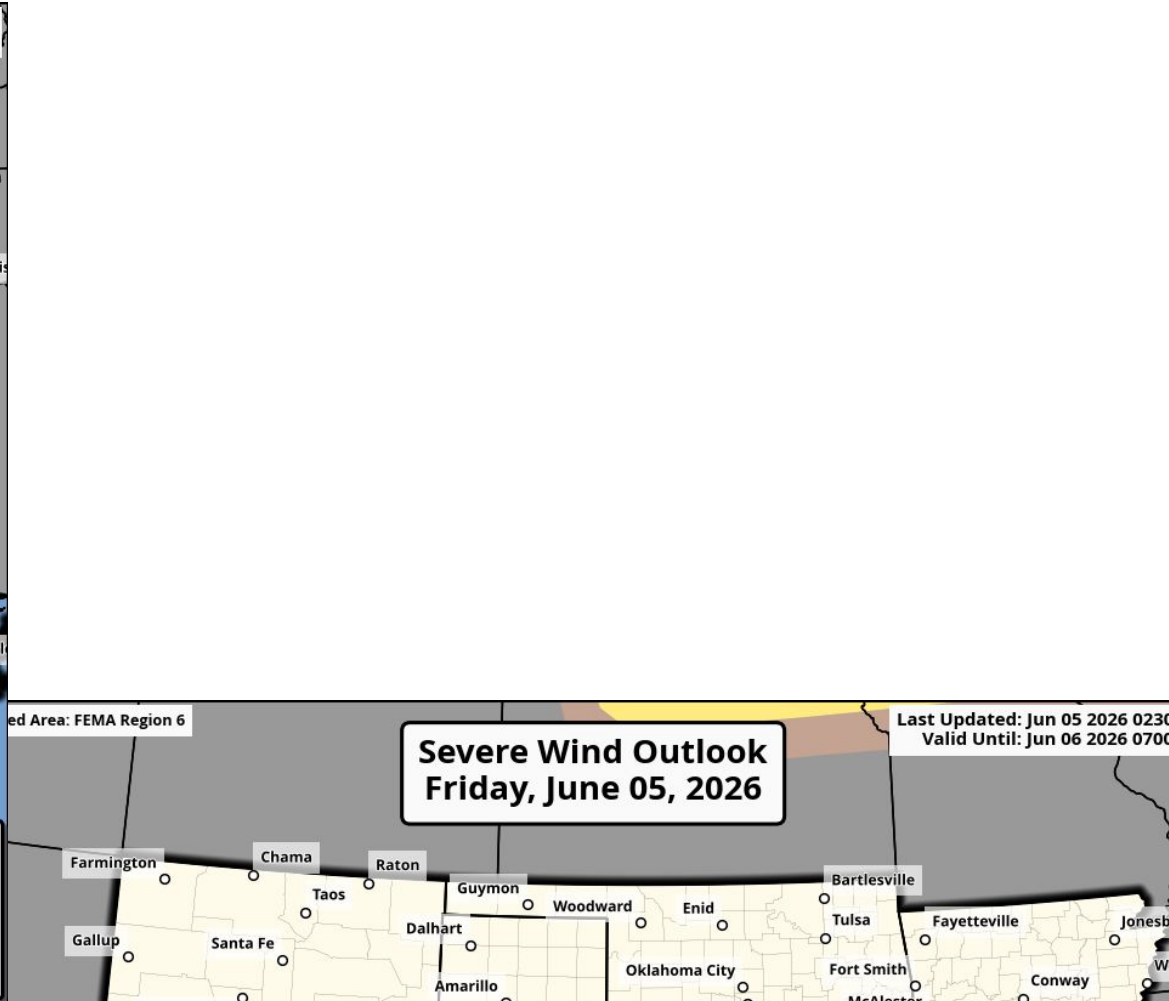 ed Area: FEMA Region 6
Severe Wind Outlook
Friday, June 05, 2026
Last Updated: Jun 05 2026 0230
Valid Until: Jun 06 2026 0700
Farmington
Chama
Raton
Taos
Guymon
Woodward
Enid
Bartlesville
Tulsa
Fayetteville
Jonesb
Gallup
Santa Fe
Dalhart
Oklahoma City
Fort Smith
Amarillo
Conway
McAlester
W